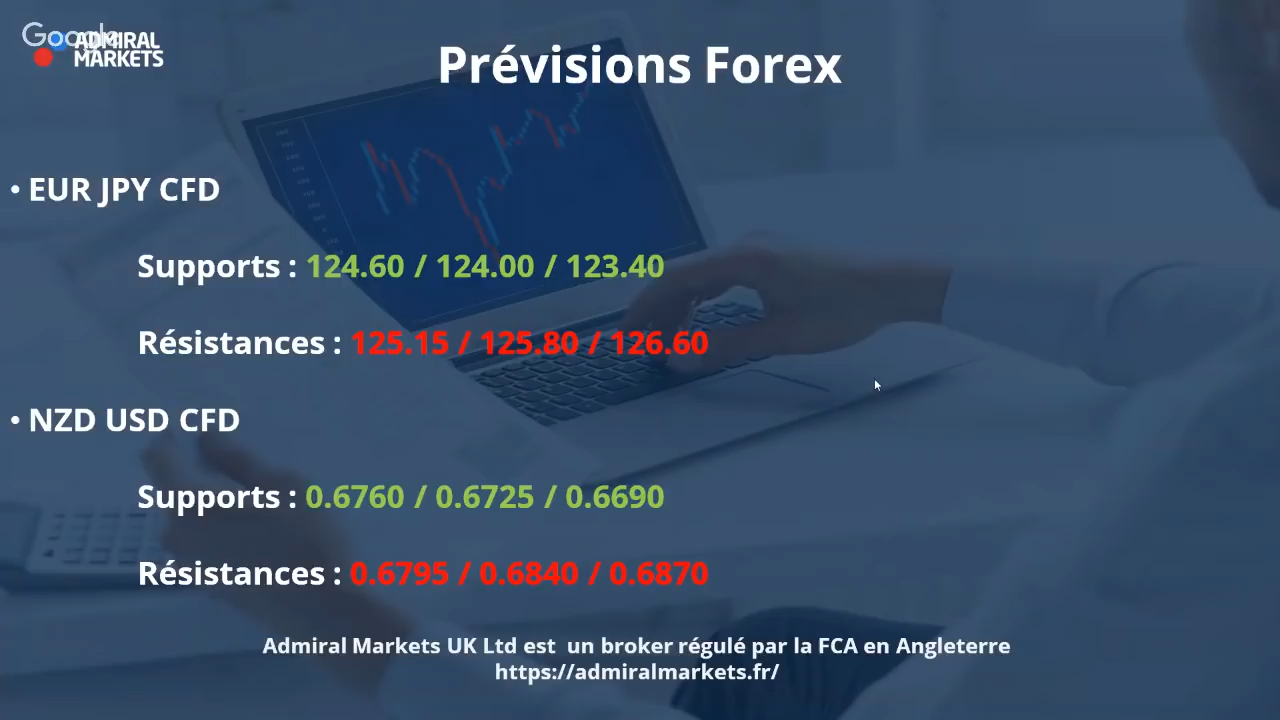 Google
ADMIRAL
MARKETS
Prévisions Forex
• EUR JPY CFD
Supports : 124.60 / 124.00 / 123.40
Résistances : 125.15 / 125.80 / 126.60
• NZD USD CFD
Supports : 0.6760 / 0.6725 / 0.6690
Résistances : 0.6795 / 0.6840 / 0.6870
Admiral Markets UK Ltd est  un broker régulé par la FCA en Angleterre
https://admiralmarkets.fr/